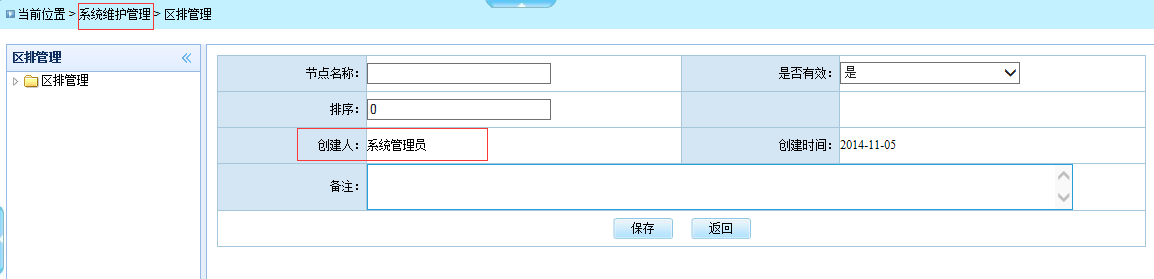 当前位置 > 系统维护管理 > 区排管理
区排管理
区排管理
节点名称： 是否有效： 是
排序： 0
创建人： 系统管理员 创建时间： 2014-11-05
备注：
保存 返回